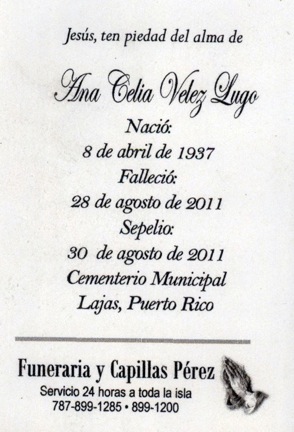 Jesús, ten piedad del alma de
Ana Celia Velez Lugo
Nació:
8 de abril de 1937
Falleció:
28 de agosto de 2011
Sepelio:
30 de agosto de 2011
Cementerio Municipal
Lajas, Puerto Rico
Funeraria y Capillas Pérez
Servicio 24 horas a toda la isla
787-899-1285 • 899-1200